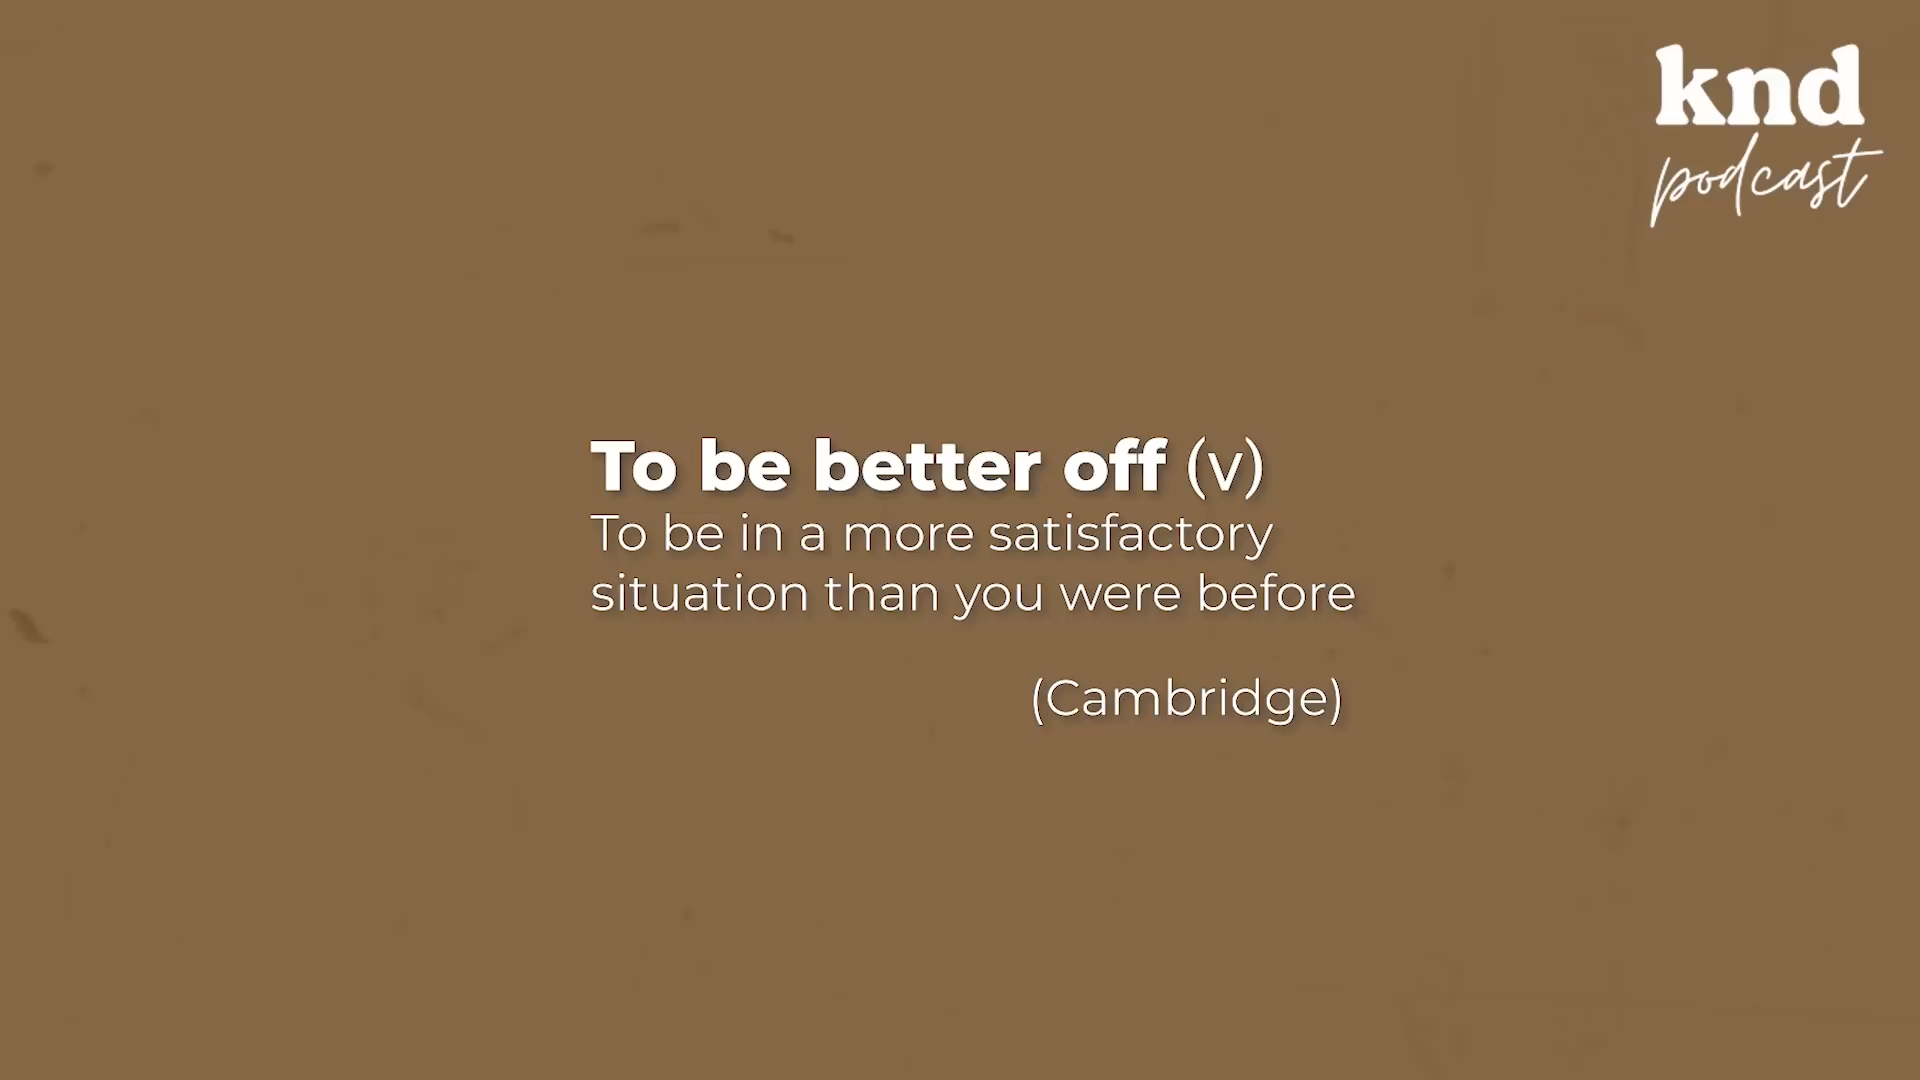 knd
podcast
To be better off (v)
To be in a more satisfactory
situation than you were before
(Cambridge)